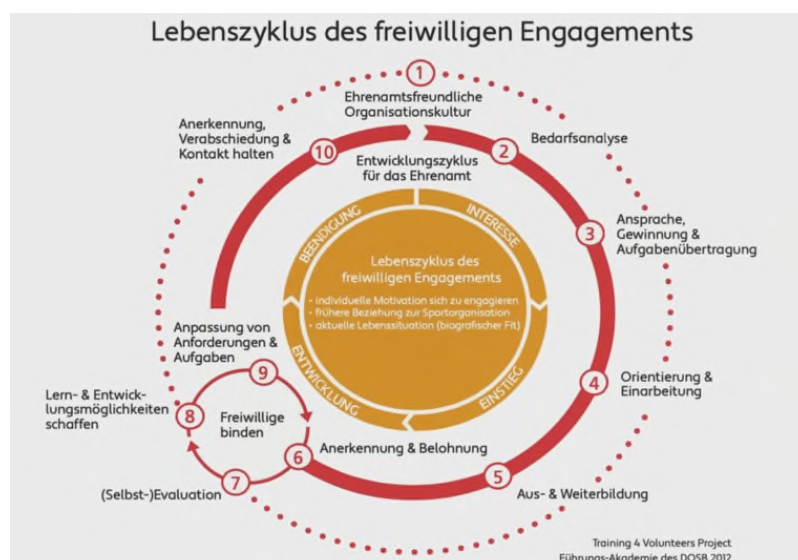 Lebenszyklus des freiwilligen Engagements
1
Ehrenamtsfreundliche
Organisationskultur
Anerkennung,
Verabschiedung &
Kontakt halten
10
2
Bedarfsanalyse
Entwicklungszyklus
für das Ehrenamt
3
Ansprache,
Gewinnung &
Aufgabenübertragung
BEENDIGUNG
INTERESSE
Lebenszyklus des
freiwilligen Engagements
• individuelle Motivation sich zu engagieren
• frühere Beziehung zur Sportorganisation
• aktuelle Lebenssituation (biografischer Fit)
ENTWICKLUNG
EINSTIEG
Anpassung von
Anforderungen &
Aufgaben
9
4
Orientierung &
Einarbeitung
Lern- & Entwick-
lungsmöglichkeiten
schaffen
8
Freiwillige
binden
6
Anerkennung & Belohnung
7
(Selbst-)Evaluation
5
Aus- & Weiterbildung
Training 4 Volunteers Project
Führungs-Akademie des DOSB 2012